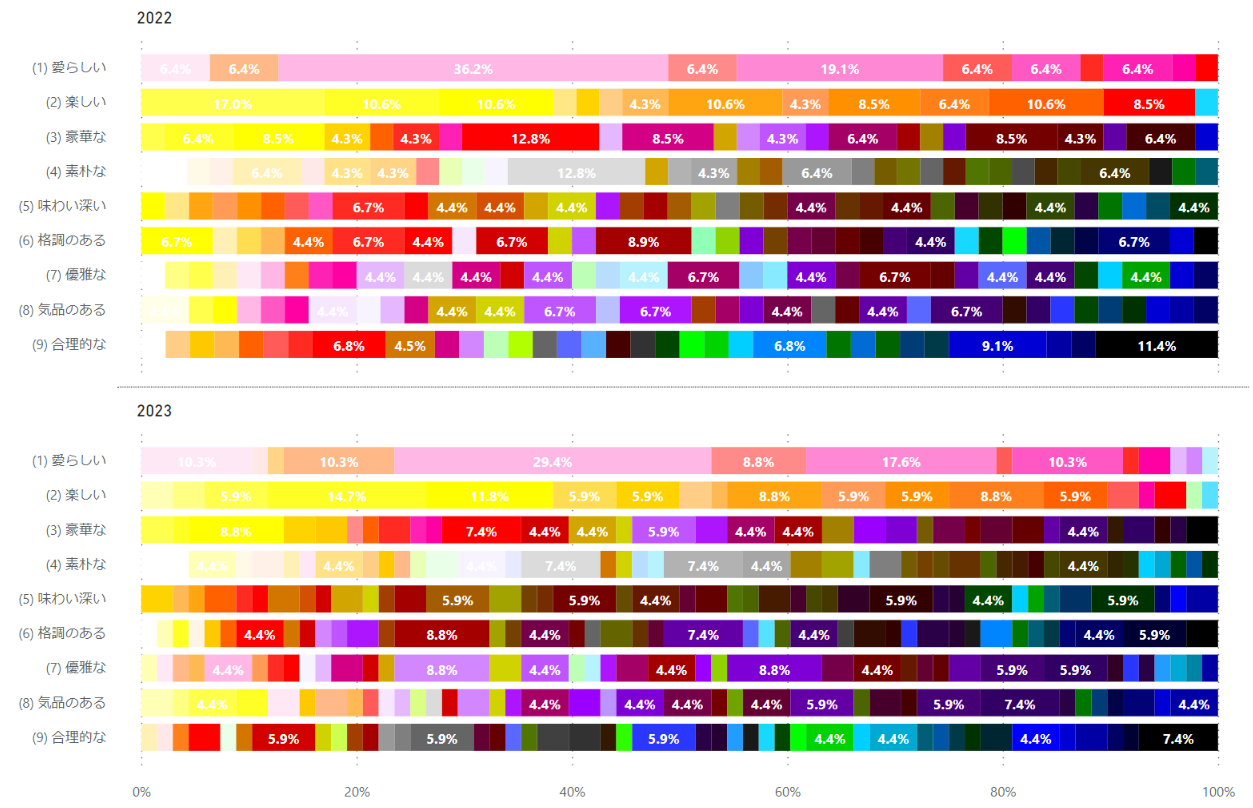 2022
(1) 愛らしい 6.4% 6.4% 36.2% 6.4% 19.1% 6.4% 6.4% 6.4%
(2) 楽しい 17.0% 10.6% 10.6% 4.3% 10.6% 4.3% 8.5% 6.4% 10.6% 8.5%
(3) 豪華な 6.4% 8.5% 4.3% 4.3% 12.8% 8.5% 4.3% 6.4% 8.5% 4.3% 6.4%
(4) 素朴な 6.4% 4.3% 4.3% 12.8% 4.3% 6.4% 6.4%
(5) 味わい深い 6.7% 4.4% 4.4% 4.4% 4.4% 4.4% 4.4% 4.4%
(6) 格調のある 6.7% 4.4% 6.7% 4.4% 6.7% 8.9% 4.4% 6.7%
(7) 優雅な 4.4% 4.4% 4.4% 4.4% 4.4% 6.7% 4.4% 6.7% 4.4% 4.4% 4.4%
(8) 気品のある 4.4% 4.4% 4.4% 6.7% 6.7% 4.4% 4.4% 6.7%
(9) 合理的な 6.8% 4.5% 6.8% 9.1% 11.4%
2023
(1) 愛らしい 10.3% 10.3% 29.4% 8.8% 17.6% 10.3%
(2) 楽しい 5.9% 14.7% 11.8% 5.9% 5.9% 8.8% 5.9% 5.9% 8.8% 5.9%
(3) 豪華な 8.8% 7.4% 4.4% 4.4% 5.9% 4.4% 4.4% 4.4%
(4) 素朴な 4.4% 4.4% 4.4% 7.4% 7.4% 4.4% 4.4%
(5) 味わい深い 5.9% 5.9% 4.4% 5.9% 4.4% 5.9%
(6) 格調のある 4.4% 8.8% 4.4% 7.4% 4.4% 4.4% 5.9%
(7) 優雅な 4.4% 8.8% 4.4% 4.4% 8.8% 4.4% 5.9% 5.9%
(8) 気品のある 4.4% 4.4% 4.4% 4.4% 4.4% 5.9% 5.9% 7.4% 4.4%
(9) 合理的な 5.9% 5.9% 5.9% 4.4% 4.4% 4.4% 7.4%
0% 20% 40% 60% 80% 100%